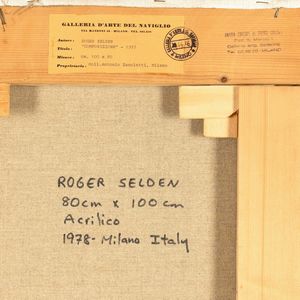 GALLERIA D'ARTE DEL NAVIGLIO
VIA MANZONI 45 - MILANO - TEL.
Autore: ROGER SELDEN
Titolo: "COMPOSIZIONE" - 1977
Misure: cm. 100 x 80
Proprietario: Milano
ROGER SELDEN
80cm x 100cm
Acrilico
1978 - Milano Italy